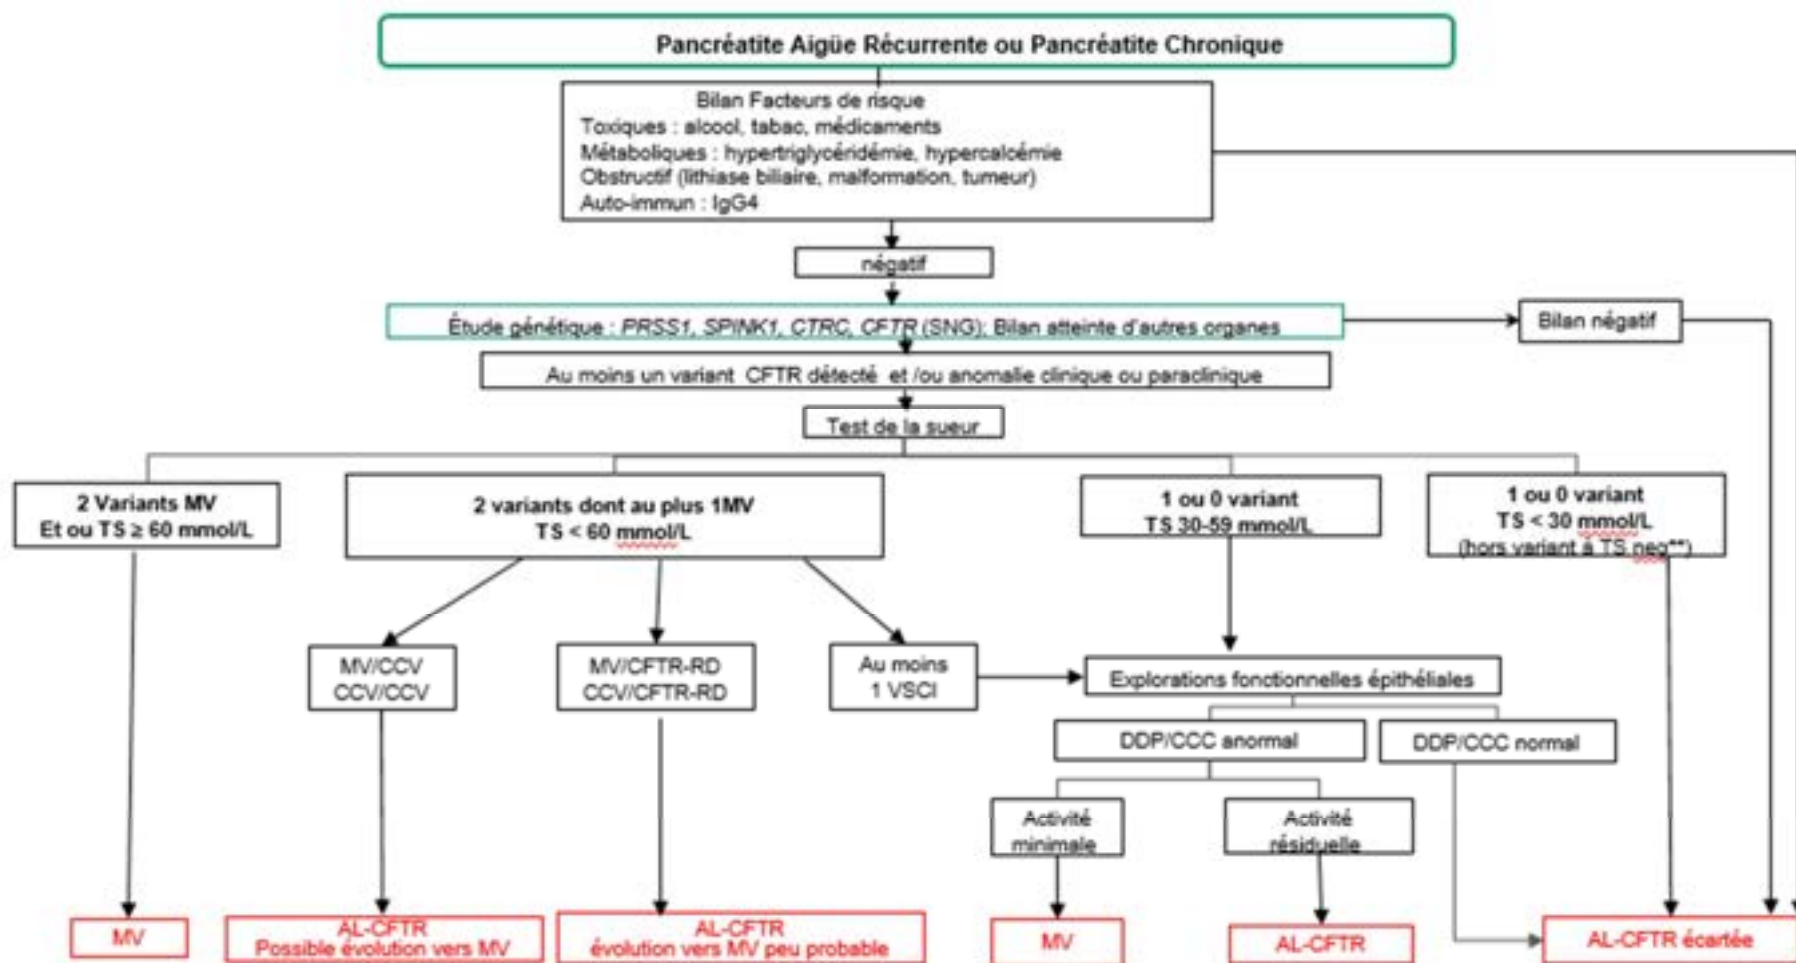 Pancréatite Aigüe Récurrente ou Pancréatite Chronique
Bilan Facteurs de risque
Toxiques : alcool, tabac, médicaments
Métaboliques : hypertriglycéridémie, hypercalcémie
Obstructif (lithiase biliaire, malformation, tumeur)
Auto-immun : IgG4
négatif
Étude génétique : PRSS1, SPINK1, CTRC, CFTR (SNG); Bilan atteinte d'autres organes
Bilan négatif
Au moins un variant CFTR détecté et /ou anomalie clinique ou paraclinique
Test de la sueur
2 Variants MV
Et ou TS ≥ 60 mmol/L
2 variants dont au plus 1MV
TS < 60 mmol/L
1 ou 0 variant
TS 30-59 mmol/L
1 ou 0 variant
TS < 30 mmol/L
(hors variant à TS neg**)
MV/CCV
CCV/CCV
MV/CFTR-RD
CCV/CFTR-RD
Au moins
1 VSCI
Explorations fonctionnelles épithéliales
DDP/CCC anormal
DDP/CCC normal
Activité
minimale
Activité
résiduelle
MV
AL-CFTR
Possible évolution vers MV
AL-CFTR
évolution vers MV peu probable
MV
AL-CFTR
AL-CFTR écartée